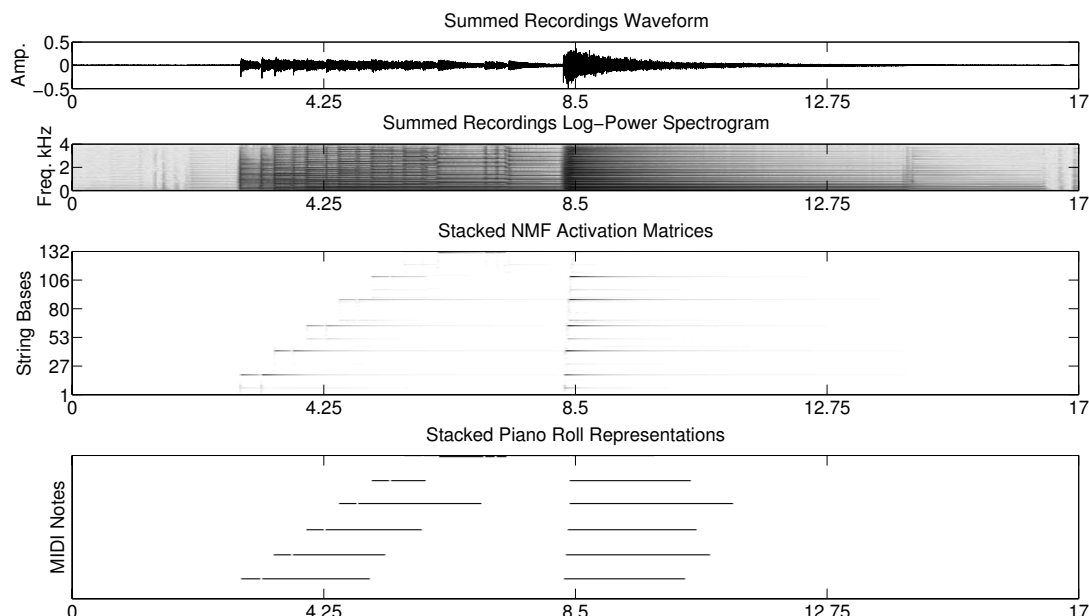 Summed Recordings Waveform
Amp.
0.5
0
−0.5
0 4.25 8.5 12.75 17
Summed Recordings Log−Power Spectrogram
Freq. kHz
4
2
0
0 4.25 8.5 12.75 17
Stacked NMF Activation Matrices
String Bases
132
106
80
53
27
1
0 4.25 8.5 12.75 17
Stacked Piano Roll Representations
MIDI Notes
0 4.25 8.5 12.75 17